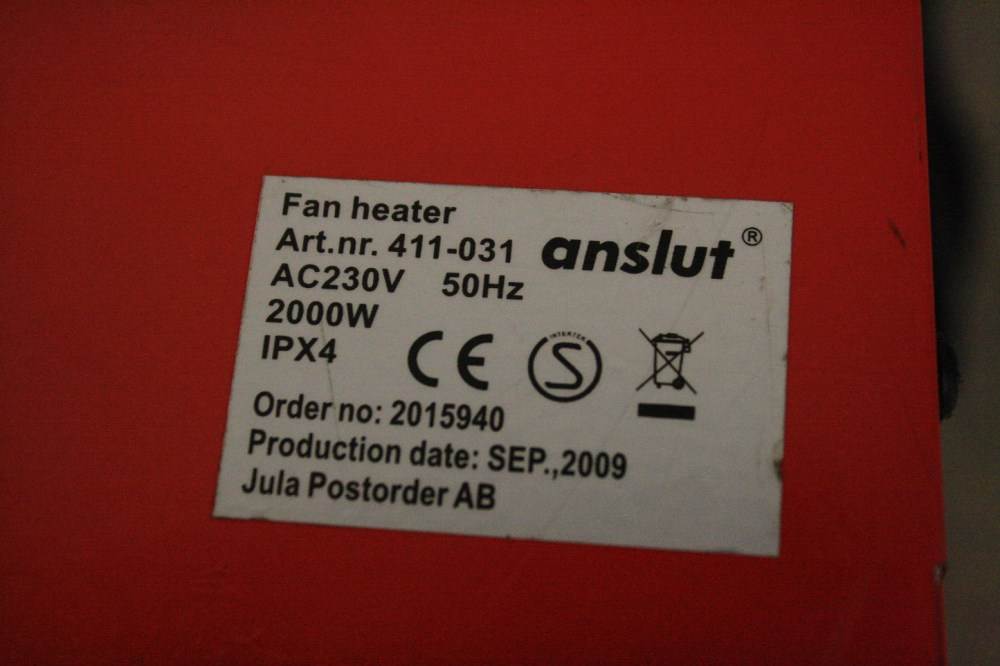 Fan heater
Art.nr. 411-031
anslut®
AC230V 50Hz
2000W
IPX4
CE
INTERTEK
S
Order no: 2015940
Production date: SEP.,2009
Jula Postorder AB